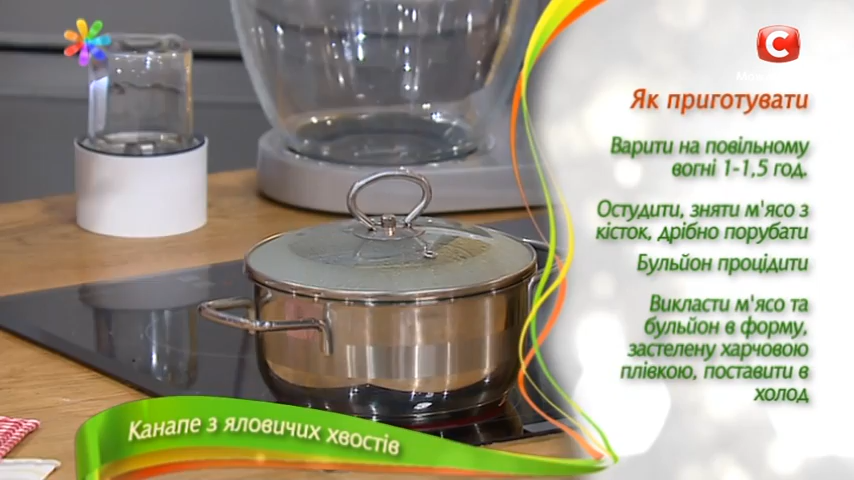 С
Як приготувати
Варити на повільному
вогні 1-1,5 год.
Остудити, зняти м'ясо з
кісток, дрібно порубати
Бульйон процідити
Викласти м'ясо та
бульйон в форму,
застелену харчовою
плівкою, поставити в
холод
Канапе з яловичих хвостів